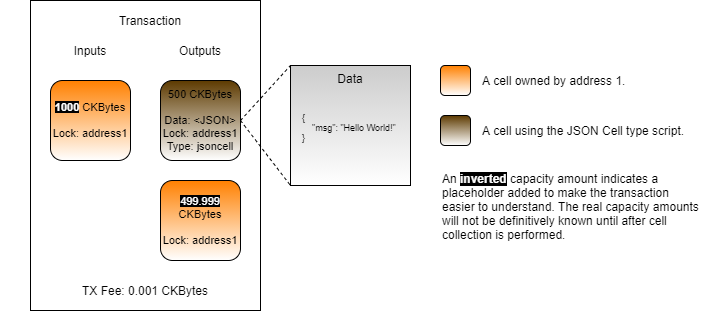 Transaction
Inputs
Outputs
1000 CKBytes
Lock: address1
500 CKBytes
Data: <JSON>
Lock: address1
Type: jsoncell
499.999
CKBytes
Lock: address1
TX Fee: 0.001 CKBytes
Data
{
"msg": "Hello World!"
}
A cell owned by address 1.
A cell using the JSON Cell type script.
An inverted capacity amount indicates a
placeholder added to make the transaction
easier to understand. The real capacity amounts
will not be definitively known until after cell
collection is performed.